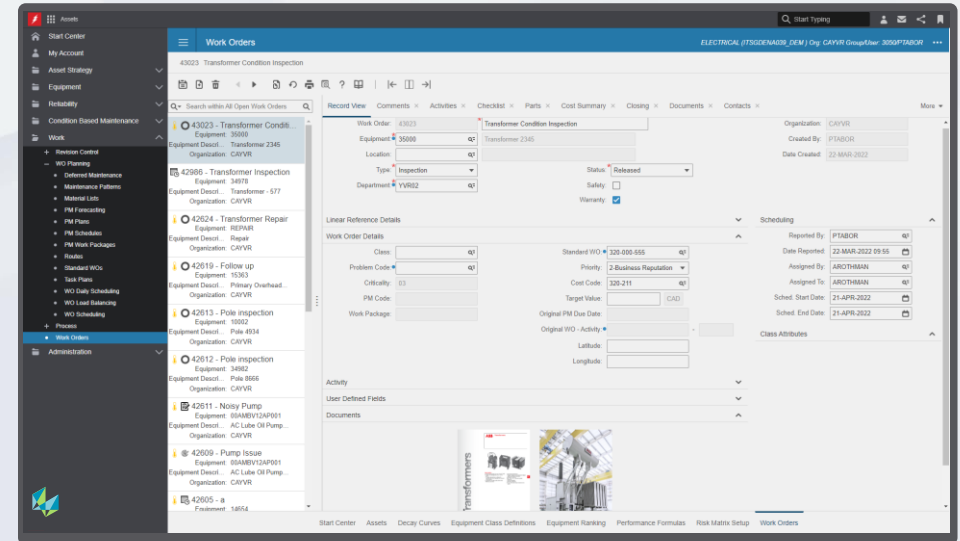 Assets
Start Typing
Start Center
My Account
Asset Strategy
Equipment
Reliability
Condition Based Maintenance
Work
Revision Control
WO Planning
Deferred Maintenance
Maintenance Patterns
Material Lists
PM Forecasting
PM Plans
PM Schedules
PM Work Packages
Routes
Standard WOs
Task Plans
WO Daily Scheduling
WO Load Balancing
WO Scheduling
Process
Work Orders
Administration
Work Orders
ELECTRICAL (ITSGDENA039_DEM ) Org: CAYVR Group/User: 3050/PTABOR
43023 Transformer Condition Inspection
Search within All Open Work Orders
43023 - Transformer Conditi...
Equipment: 35000
Equipment Descri... Transformer 2345
Organization: CAYVR
42986 - Transformer Inspection
Equipment: 34978
Equipment Descri... Transformer - 577
Organization: CAYVR
42624 - Transformer Repair
Equipment: REPAIR
Equipment Descri... Repair
Organization: CAYVR
42619 - Follow up
Equipment: 15363
Equipment Descri... Primary Overhead...
Organization: CAYVR
42613 - Pole inspection
Equipment: 10002
Equipment Descri... Pole 4934
Organization: CAYVR
42612 - Pole inspection
Equipment: 34982
Equipment Descri... Pole 8666
Organization: CAYVR
42611 - Noisy Pump
Equipment: 00AMBV12AP001
Equipment Descri... AC Lube Oil Pump...
Organization: CAYVR
42609 - Pump Issue
Equipment: 00AMBV12AP001
Equipment Descri... AC Lube Oil Pump...
Organization: CAYVR
42605 - a
Equipment: 14654
Record View Comments × Activities × Checklist × Parts × Cost Summary × Closing × Documents × Contacts × More
Work Order: 43023 Transformer Condition Inspection
Equipment: 35000 Transformer 2345
Location:
Type: Inspection Status: Released
Department: YVR02 Safety:
Warranty:
Organization: CAYVR
Created By: PTABOR
Date Created: 22-MAR-2022
Linear Reference Details
Work Order Details
Class: Standard WO: 320-000-555
Problem Code: Priority: 2-Business Reputation
Criticality: 03 Cost Code: 320-211
PM Code: Target Value: CAD
Work Package: Original PM Due Date:
Original WO - Activity: -
Latitude:
Longitude:
Scheduling
Reported By: PTABOR
Date Reported: 22-MAR-2022 09:55
Assigned By: AROTHMAN
Assigned To: AROTHMAN
Sched. Start Date: 21-APR-2022
Sched. End Date: 21-APR-2022
Class Attributes
Activity
User Defined Fields
Documents
ABB
Transformers
Start Center Assets Decay Curves Equipment Class Definitions Equipment Ranking Performance Formulas Risk Matrix Setup Work Orders